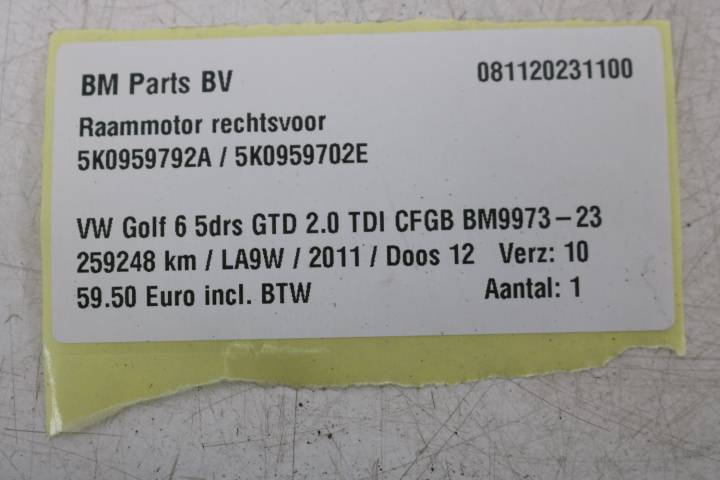 BM Parts BV 081120231100
Raammotor rechtsvoor
5K0959792A / 5K0959702E
VW Golf 6 5drs GTD 2.0 TDI CFGB BM9973-23
259248 km / LA9W / 2011 / Doos 12 Verz: 10
59.50 Euro incl. BTW Aantal: 1